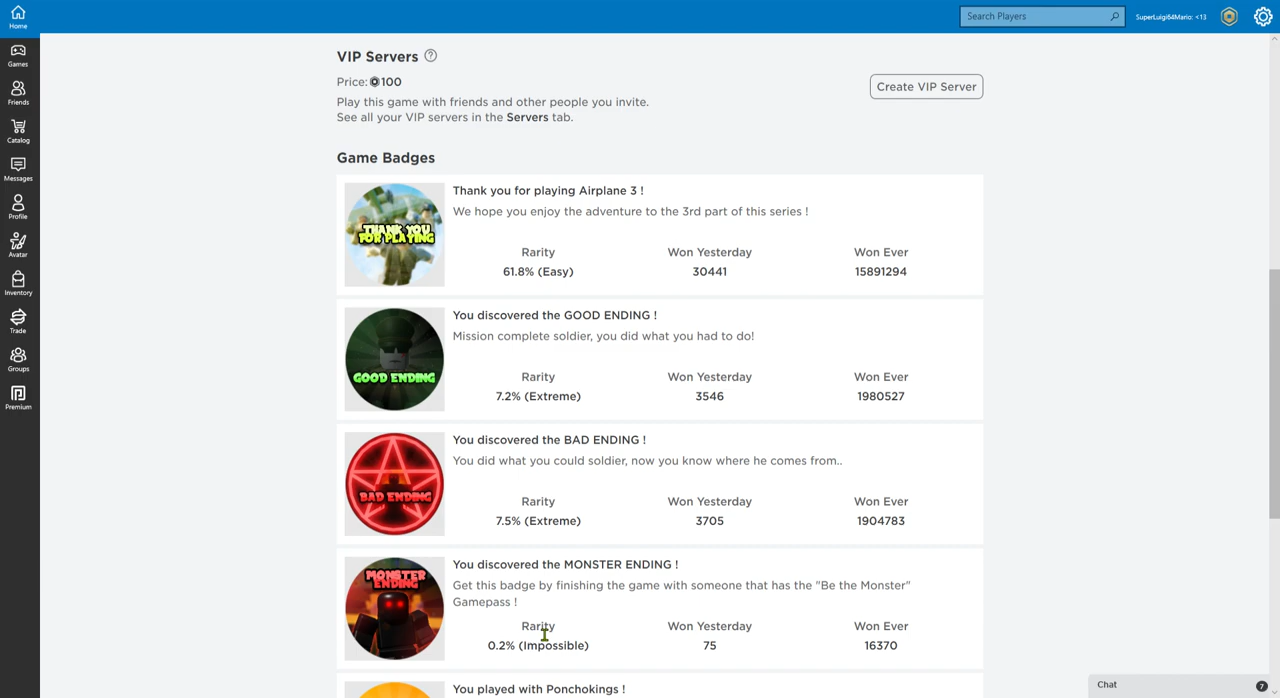 Home
Search Players
SuperLuigi64Mario: <13
Games
Friends
Catalog
Messages
Profile
Avatar
Inventory
Trade
Groups
Premium
VIP Servers ?
Price: 100
Create VIP Server
Play this game with friends and other people you invite.
See all your VIP servers in the Servers tab.
Game Badges
THANK YOU
FOR PLAYING
Thank you for playing Airplane 3 !
We hope you enjoy the adventure to the 3rd part of this series !
Rarity Won Yesterday Won Ever
61.8% (Easy) 30441 15891294
GOOD ENDING
You discovered the GOOD ENDING !
Mission complete soldier, you did what you had to do!
Rarity Won Yesterday Won Ever
7.2% (Extreme) 3546 1980527
BAD ENDING
You discovered the BAD ENDING !
You did what you could soldier, now you know where he comes from..
Rarity Won Yesterday Won Ever
7.5% (Extreme) 3705 1904783
MONSTER
ENDING
You discovered the MONSTER ENDING !
Get this badge by finishing the game with someone that has the "Be the Monster"
Gamepass !
Rarity Won Yesterday Won Ever
0.2% (Impossible) 75 16370
You played with Ponchokings !
Chat 7